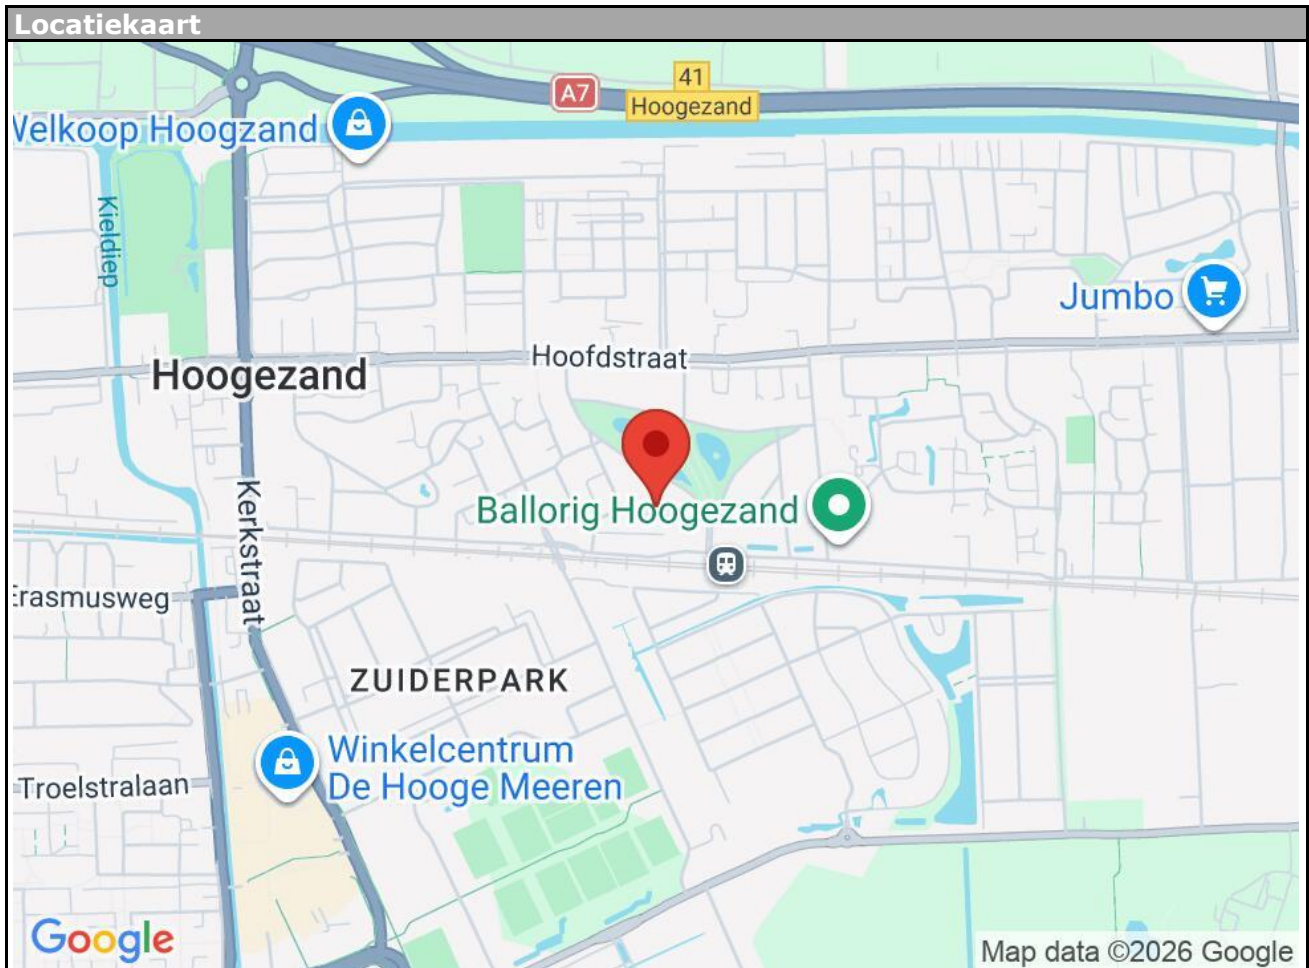 Locatiekaart
A7
41
Hoogezand
Welkoop Hoogzand
Kieldiep
Jumbo
Hoofdstraat
Hoogezand
Kerkstraat
Ballorig Hoogezand
Erasmusweg
ZUIDERPARK
Winkelcentrum
De Hooge Meeren
Troelstralaan
Google
Map data ©2026 Google